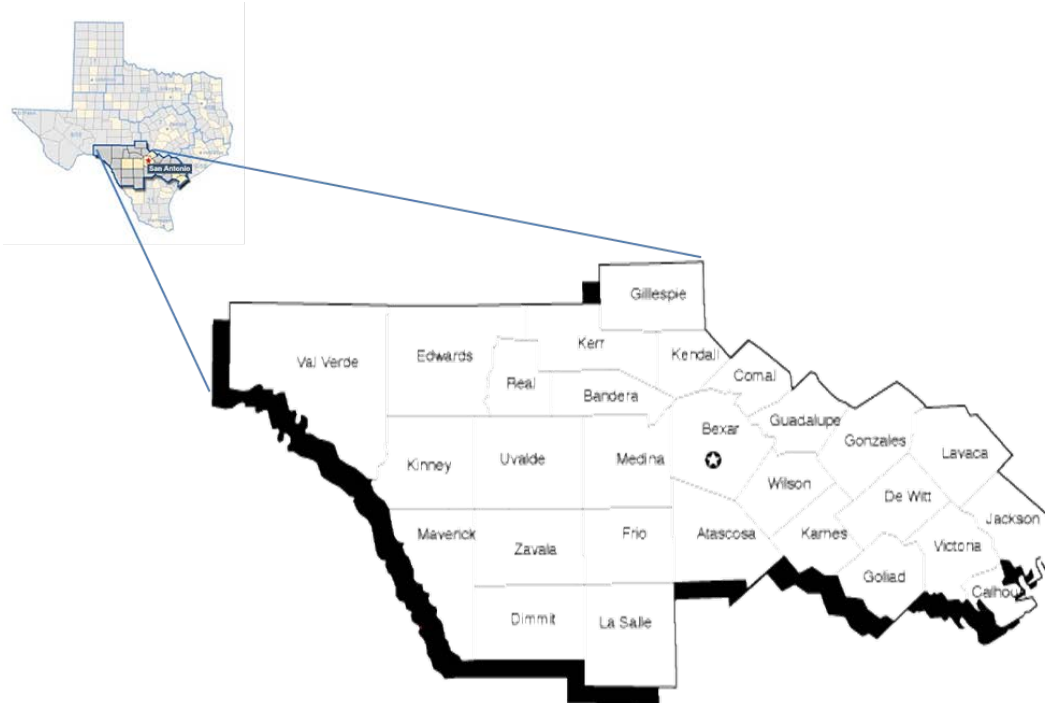 San Antonio
Gillespie
Val Verde
Edwards
Kerr
Kendall
Real
Bandera
Comal
Guadalupe
Bexar
Gonzales
Lavaca
Kinney
Uvalde
Medina
Wilson
De Witt
Jackson
Maverick
Zavala
Frio
Atascosa
Karnes
Victoria
Goliad
Calhou
Dimmit
La Salle